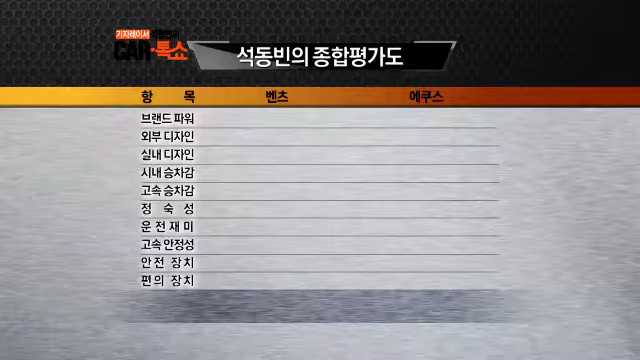 기자레이서
CAR·톡쇼
석동빈의 종합평가도
항 목 벤츠 에쿠스
브랜드 파워
외부 디자인
실내 디자인
시내 승차감
고속 승차감
정 숙 성
운 전 재 미
고속 안정성
안전 장치
편의 장치